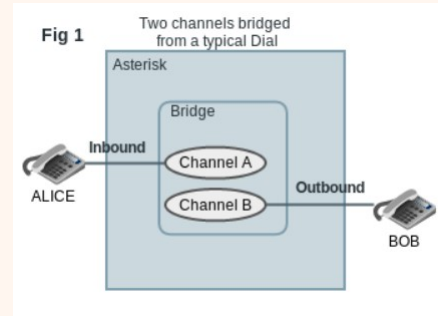 Fig 1
Two channels bridged
from a typical Dial
Asterisk
Bridge
Inbound
Channel A
ALICE
Channel B
Outbound
BOB